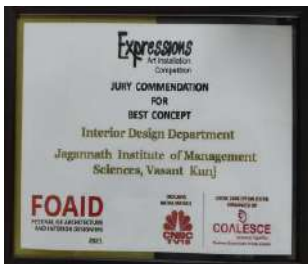 Expressions
Art Installation
Competition
JURY COMMENDATION
FOR
BEST CONCEPT
Interior Design Department
Jagannath Institute of Management
Sciences, Vasant Kunj
FOAID
FESTIVAL OF ARCHITECTURE
AND INTERIOR DESIGNING
CNBC
TV18
COALESCE